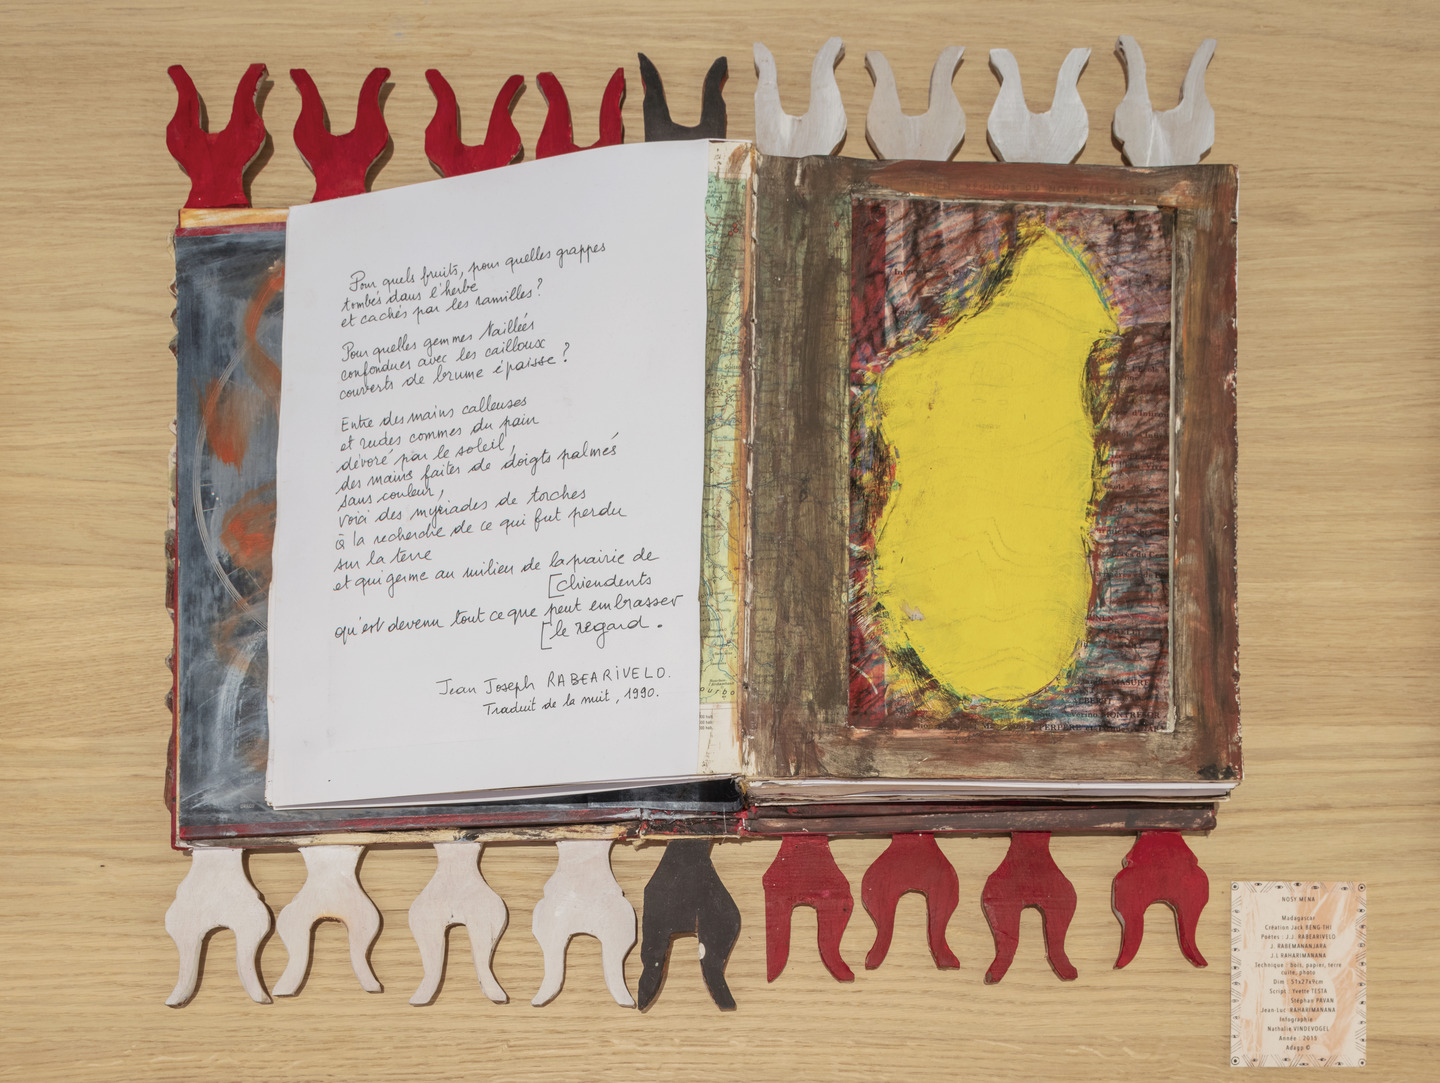 Pour quels fruits, pour quelles grappes
tombés dans l'herbe
et cachés par les ramilles ?
Pour quelles gemmes taillées
confondues avec les cailloux
couverts de brume épaisse ?
Entre des mains calleuses
et rudes commes du pain
dévoré par le soleil,
des mains faites de doigts palmés
sans couleur,
voici des myriades de torches
à la recherche de ce qui fut perdu
sur la terre
et qui germe au milieu de la prairie de
[chiendents
qu'est devenu tout ce que peut embrasser
[le regard.
Jean Joseph RABEARIVELO.
Traduit de la nuit, 1990.
MONTRE
NOSY MENA
Madagascar
Création Jack BENG-THI
Poètes : J.J. RABEARIVELO
J. RABEMANANJARA
J.L RAHARIMANANA
Technique : bois, papier, terre
cuite, photo
Dim : 51x27x9cm
Script : Yvette TESTA
Stéphan PAVAN
Jean-Luc RAHARIMANANA
Infographie
Nathalie VINDEVOGEL
Année : 2010
Adagp ©